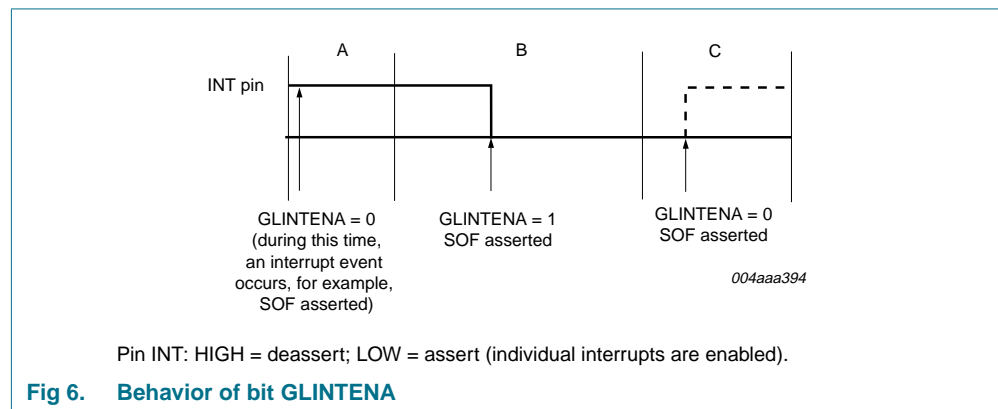 A
B
C
INT pin
GLINTENA = 0
(during this time,
an interrupt event
occurs, for example,
SOF asserted)
GLINTENA = 1
SOF asserted
GLINTENA = 0
SOF asserted
004aaa394
Pin INT: HIGH = deassert; LOW = assert (individual interrupts are enabled).
Fig 6. Behavior of bit GLINTENA